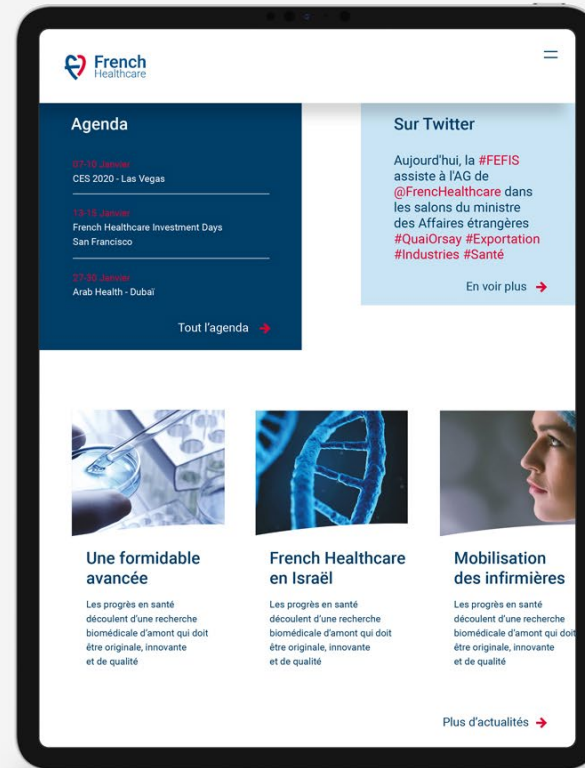 French
Healthcare
Agenda
07-10 Janvier
CES 2020 - Las Vegas
13-15 Janvier
French Healthcare Investment Days
San Francisco
27-30 Janvier
Arab Health - Dubaï
Tout l'agenda
Sur Twitter
Aujourd'hui, la #FEFIS
assiste à l'AG de
@FrencHealthcare dans
les salons du ministre
des Affaires étrangères
#QuaiOrsay #Exportation
#Industries #Santé
En voir plus
Une formidable
avancée
Les progrès en santé
découlent d'une recherche
biomédicale d'amont qui doit
être originale, innovante
et de qualité
French Healthcare
en Israël
Les progrès en santé
découlent d'une recherche
biomédicale d'amont qui doit
être originale, innovante
et de qualité
Mobilisation
des infirmières
Les progrès en santé
découlent d'une recherche
biomédicale d'amont qui doit
être originale, innovante
et de qualité
Plus d'actualités